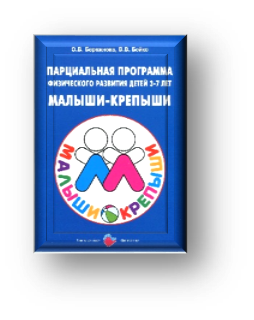 О.В. Бережнова, В.В. Бойко
ПАРЦИАЛЬНАЯ ПРОГРАММА
ФИЗИЧЕСКОГО РАЗВИТИЯ ДЕТЕЙ 3-7 ЛЕТ
МАЛЫШИ-КРЕПЫШИ
МАЛЫШИ КРЕПЫШИ